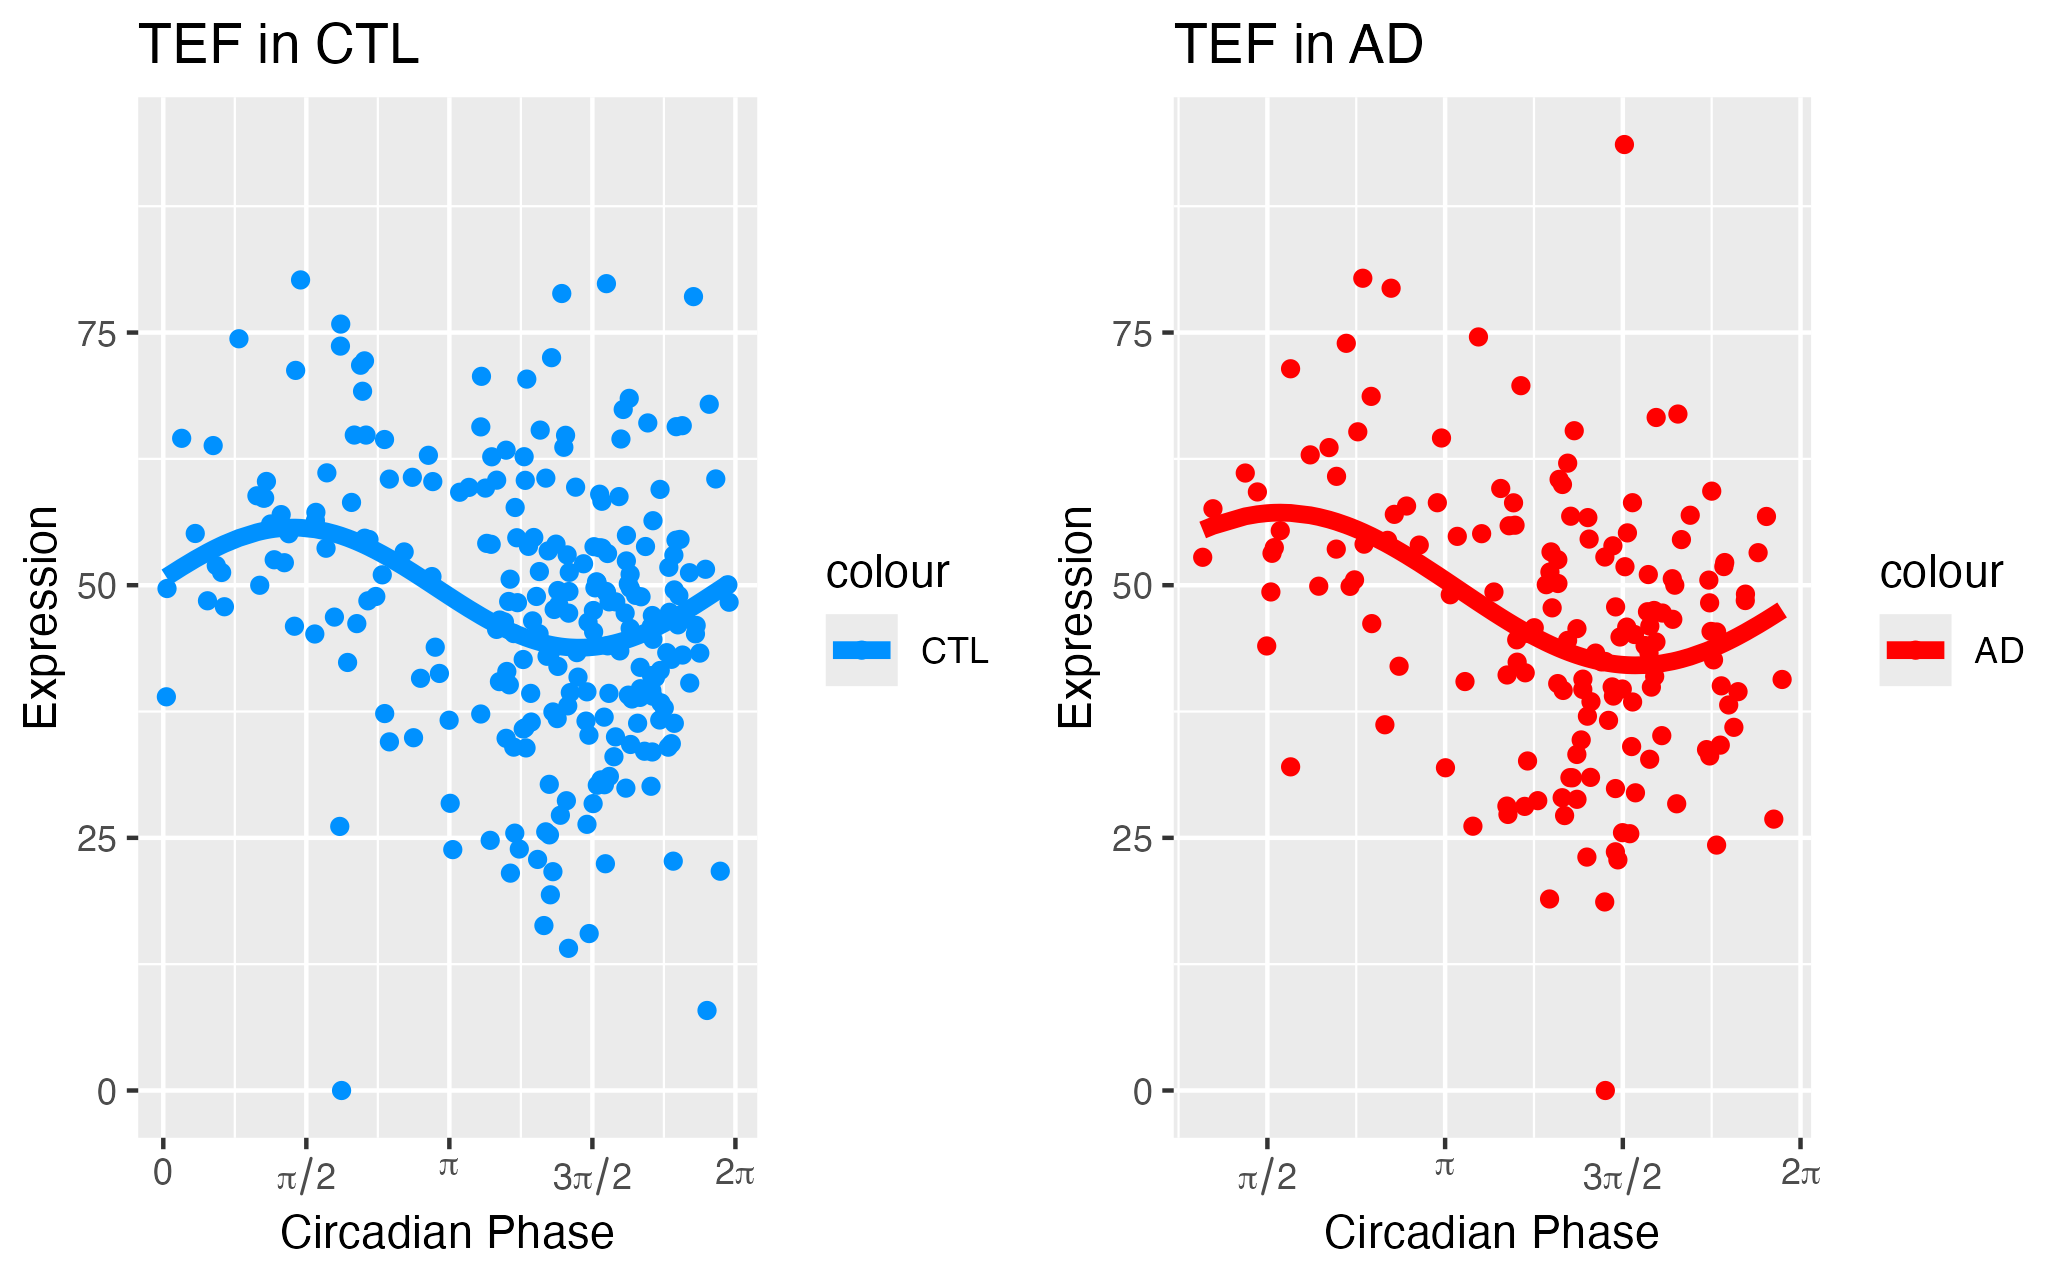 TEF in CTL
Expression
75
50
25
0
0
π/2
π
3π/2
2π
Circadian Phase
colour
CTL
TEF in AD
Expression
75
50
25
0
π/2
π
3π/2
2π
Circadian Phase
colour
AD